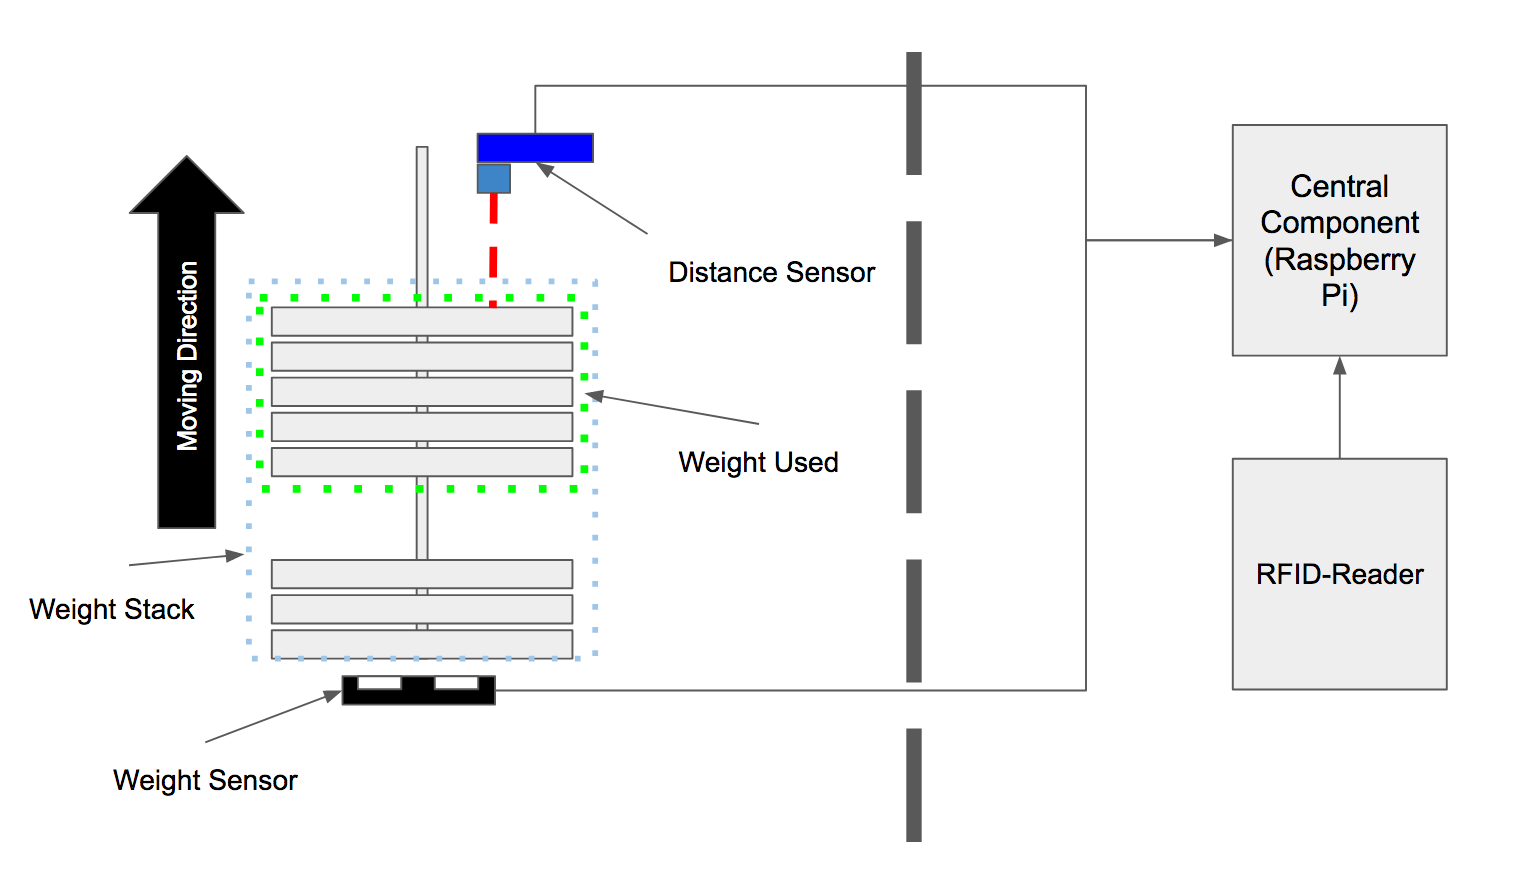 Central
Component
(Raspberry
Pi)
Distance Sensor
Moving Direction
Weight Used
RFID-Reader
Weight Stack
Weight Sensor